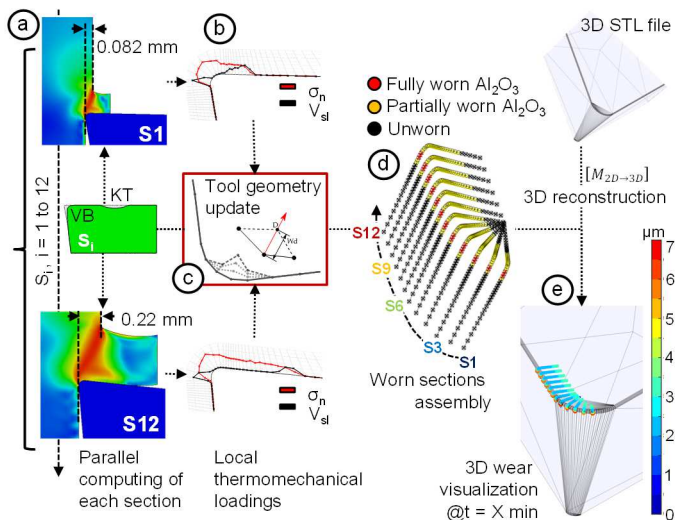 a
0.082 mm
S1
b
σn
Vsl
3D STL file
Fully worn Al₂O₃
Partially worn Al₂O₃
Unworn
Si, i = 1 to 12
KT
VB
Si
Tool geometry
update
D
Wd
c
d
[M2D→3D]
3D reconstruction
S12
S9
S6
S3
S1
Worn sections
assembly
0.22 mm
S12
σn
Vsl
e
µm
7
6
5
4
3
2
1
0
Parallel
computing of
each section
Local
thermomechanical
loadings
3D wear
visualization
@t = X min